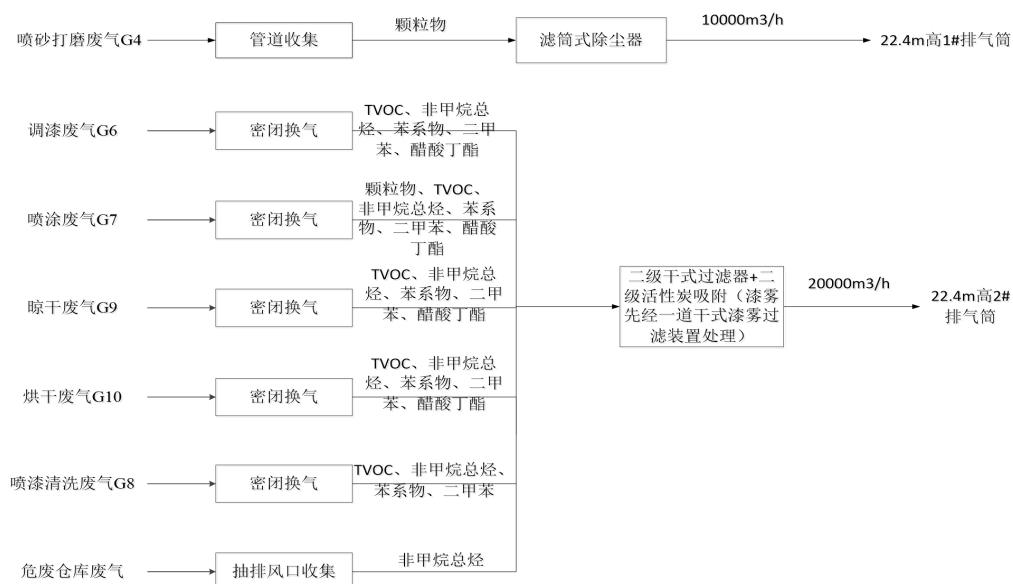 喷砂打磨废气G4
管道收集
颗粒物
滤筒式除尘器
10000m3/h
22.4m高1#排气筒
调漆废气G6
密闭换气
TVOC、非甲烷总
烃、苯系物、二甲
苯、醋酸丁酯
喷涂废气G7
密闭换气
颗粒物、TVOC、
非甲烷总烃、苯系
物、二甲苯、醋酸
丁酯
晾干废气G9
密闭换气
TVOC、非甲烷总
烃、苯系物、二甲
苯、醋酸丁酯
二级干式过滤器+二
级活性炭吸附（漆雾
先经一道干式漆雾过
滤装置处理）
20000m3/h
22.4m高2#
排气筒
烘干废气G10
密闭换气
TVOC、非甲烷总
烃、苯系物、二甲
苯、醋酸丁酯
喷漆清洗废气G8
密闭换气
TVOC、非甲烷总烃、
苯系物、二甲苯
危废仓库废气
抽排风口收集
非甲烷总烃